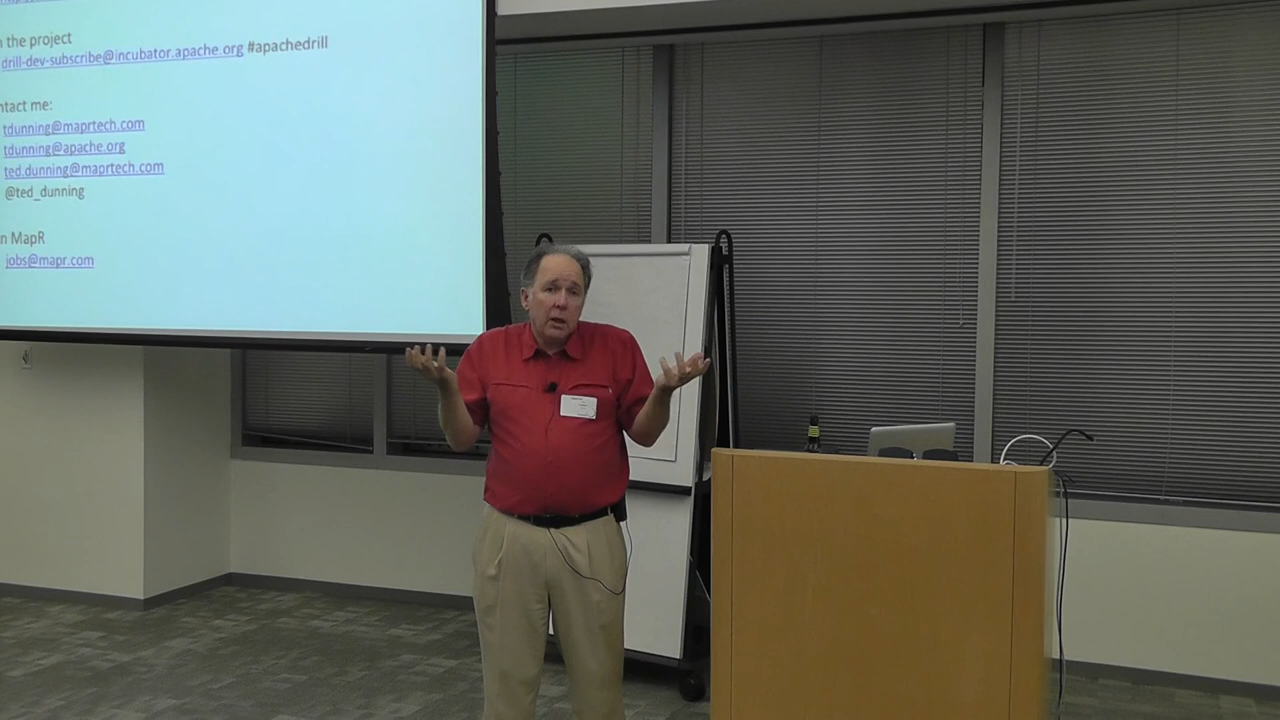 n the project
drill-dev-subscribe@incubator.apache.org #apachedrill
ntact me:
tdunning@maprtech.com
tdunning@apache.org
ted.dunning@maprtech.com
@ted_dunning
n MapR
jobs@mapr.com